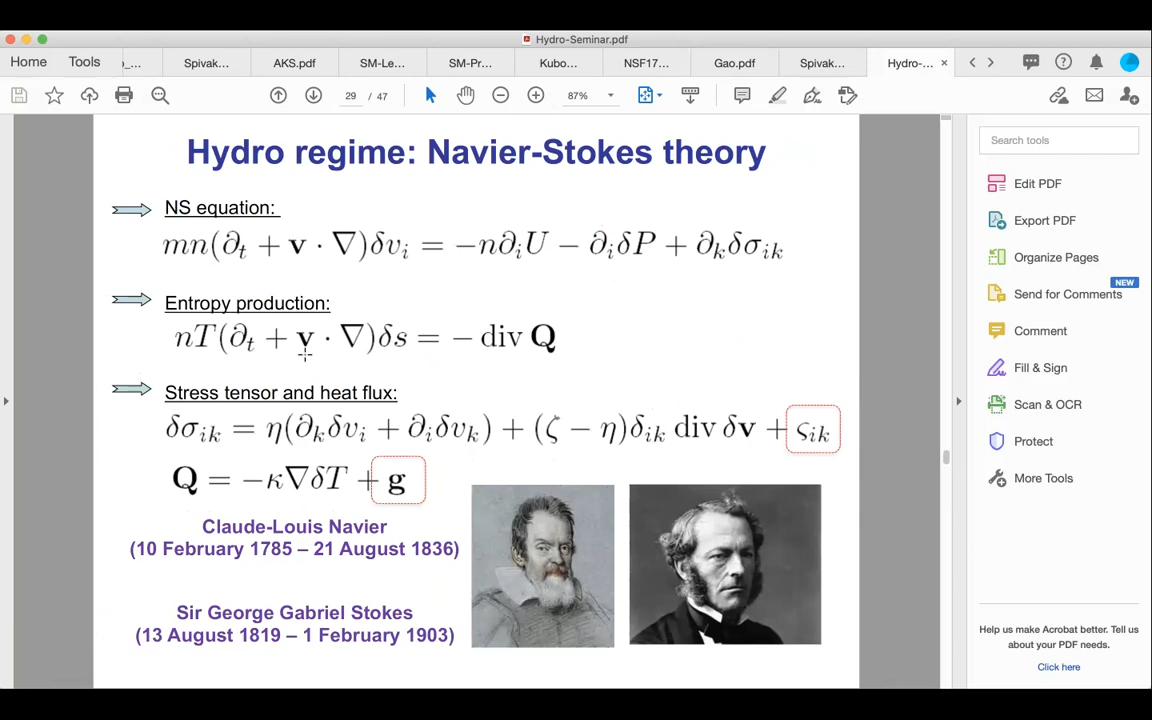 Hydro-Seminar.pdf
Home Tools _... Spivak... AKS.pdf SM-Le... SM-Pr... Kubo... NSF17... Gao.pdf Spivak... Hydro-... ×
29 / 47 87%
Hydro regime: Navier-Stokes theory
NS equation:
mn(∂ₜ + v · ∇)δvᵢ = −n∂ᵢU − ∂ᵢδP + ∂ₖδσᵢₖ
Entropy production:
nT(∂ₜ + v · ∇)δs = − div Q
Stress tensor and heat flux:
δσᵢₖ = η(∂ₖδvᵢ + ∂ᵢδvₖ) + (ζ − η)δᵢₖ div δv + ςᵢₖ
Q = −κ∇δT + g
Claude-Louis Navier
(10 February 1785 – 21 August 1836)
Sir George Gabriel Stokes
(13 August 1819 – 1 February 1903)
Search tools
Edit PDF
Export PDF
Organize Pages
NEW
Send for Comments
Comment
Fill & Sign
Scan & OCR
Protect
More Tools
Help us make Acrobat better. Tell us
about your PDF needs.
Click here